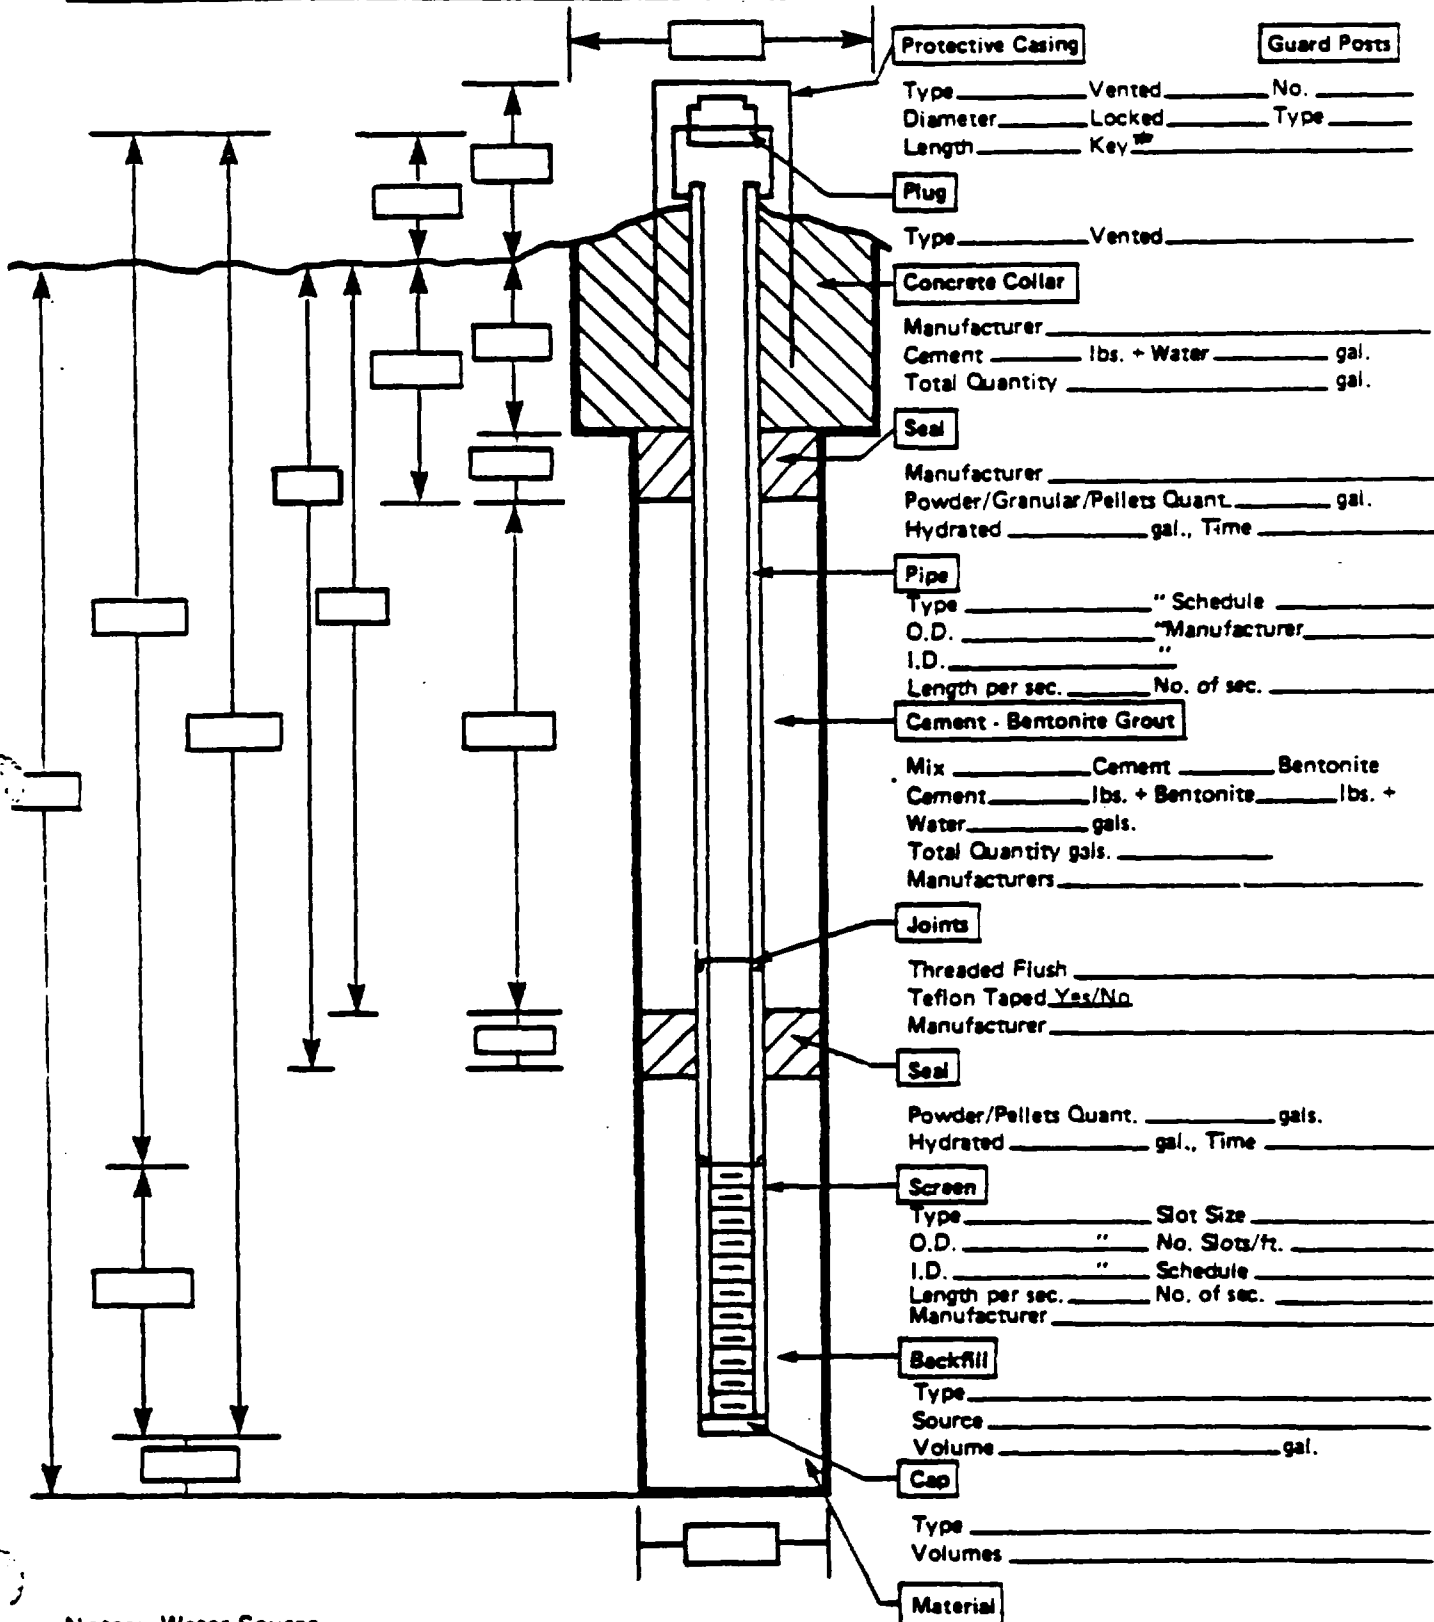 Protective Casing Guard Posts
Type Vented No.
Diameter Locked Type
Length Key
Plug
Type Vented
Concrete Collar
Manufacturer
Cement lbs. + Water gal.
Total Quantity gal.
Seal
Manufacturer
Powder/Granular/Pellets Quant. gal.
Hydrated gal., Time
Pipe
Type " Schedule
O.D. "Manufacturer
I.D. "
Length per sec. No. of sec.
Cement - Bentonite Grout
Mix Cement Bentonite
Cement lbs. + Bentonite lbs. +
Water gals.
Total Quantity gals.
Manufacturers
Joints
Threaded Flush
Teflon Taped Yes/No
Manufacturer
Seal
Powder/Pellets Quant. gals.
Hydrated gal., Time
Screen
Type Slot Size
O.D. " No. Slots/ft.
I.D. " Schedule
Length per sec. No. of sec.
Manufacturer
Backfill
Type
Source
Volume gal.
Cap
Type
Volumes
Material
Water Source